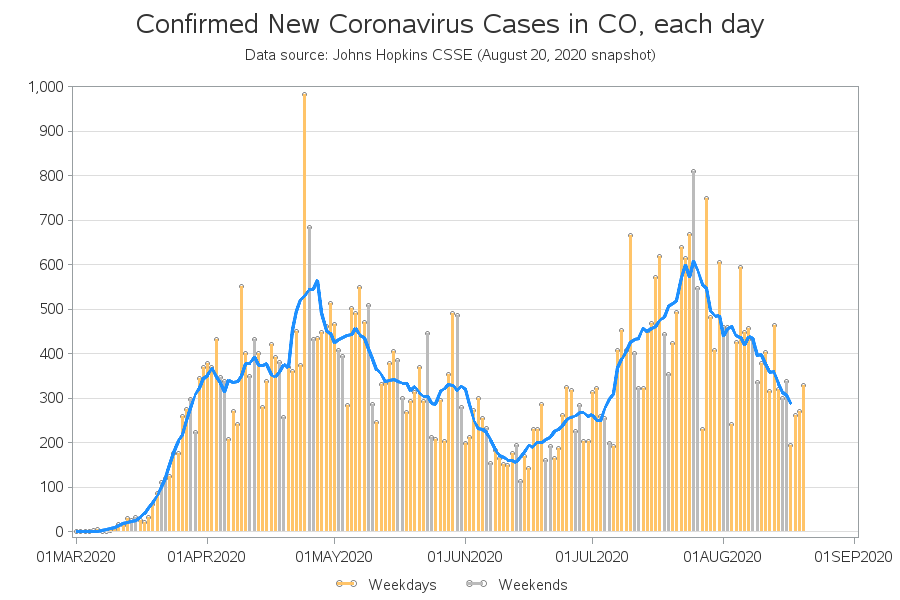 Confirmed New Coronavirus Cases in CO, each day
Data source: Johns Hopkins CSSE (August 20, 2020 snapshot)
1,000
900
800
700
600
500
400
300
200
100
0
01MAR2020 01APR2020 01MAY2020 01JUN2020 01JUL2020 01AUG2020 01SEP2020
Weekdays Weekends